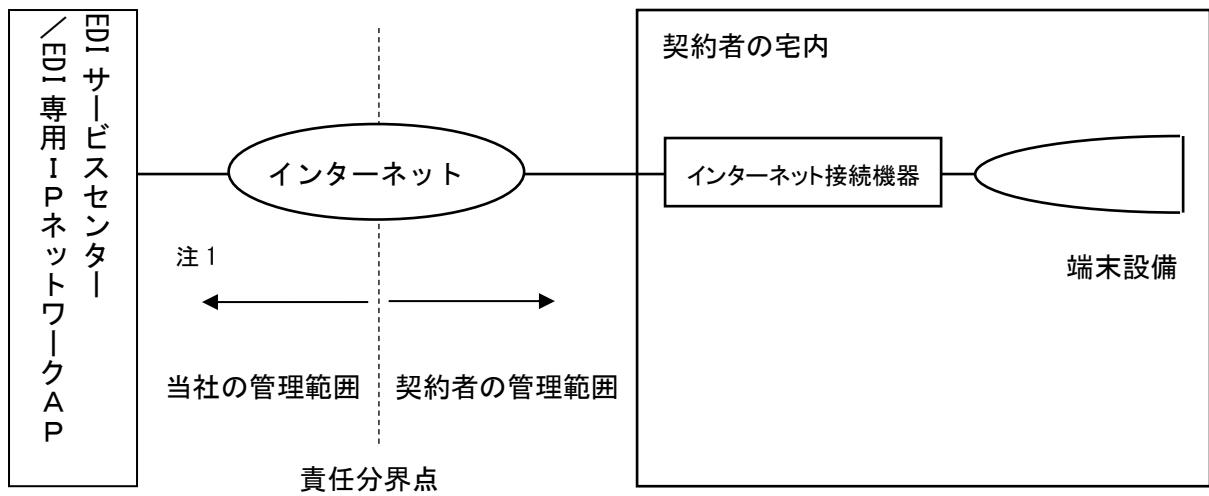 EDI サービスセンター
／EDI 専用ＩＰネットワークＡＰ
契約者の宅内
インターネット
インターネット接続機器
注１
端末設備
当社の管理範囲
契約者の管理範囲
責任分界点